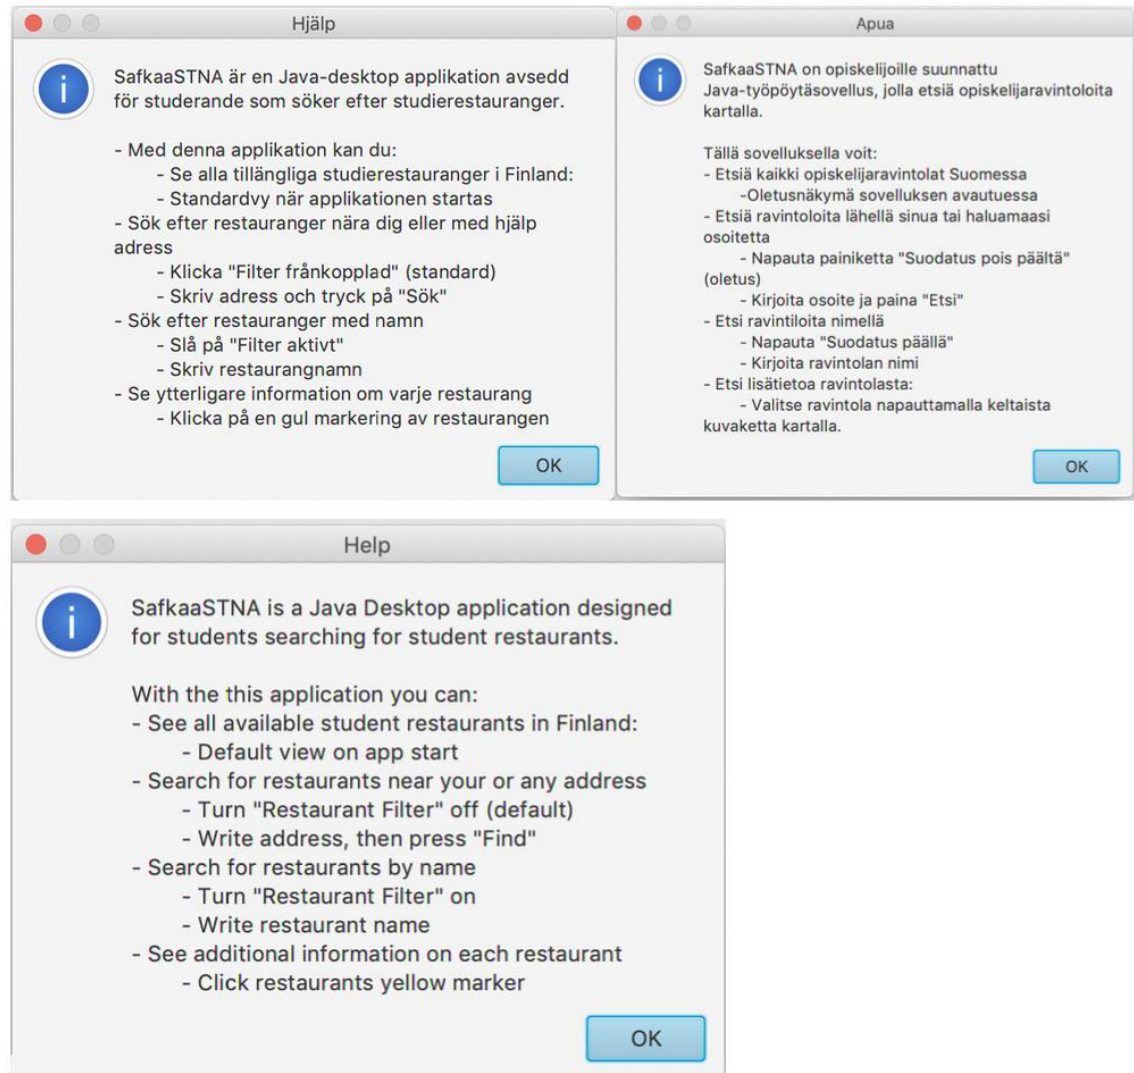 Hjälp
SafkaaSTNA är en Java-desktop applikation avsedd
för studerande som söker efter studierestauranger.
- Med denna applikation kan du:
- Se alla tillängliga studierestauranger i Finland:
- Standardvy när applikationen startas
- Sök efter restauranger nära dig eller med hjälp
adress
- Klicka "Filter frånkopplad" (standard)
- Skriv adress och tryck på "Sök"
- Sök efter restauranger med namn
- Slå på "Filter aktivt"
- Skriv restaurangnamn
- Se ytterligare information om varje restaurang
- Klicka på en gul markering av restaurangen
OK
Apua
SafkaaSTNA on opiskelijoille suunnattu
Java-työpöytäsovellus, jolla etsiä opiskelijaravintoloita
kartalla.
Tällä sovelluksella voit:
- Etsiä kaikki opiskelijaravintolat Suomessa
-Oletusnäkymä sovelluksen avautuessa
- Etsiä ravintoloita lähellä sinua tai haluamaasi
osoitetta
- Napauta painiketta "Suodatus pois päältä"
(oletus)
- Kirjoita osoite ja paina "Etsi"
- Etsi ravintiloita nimellä
- Napauta "Suodatus päällä"
- Kirjoita ravintolan nimi
- Etsi lisätietoa ravintolasta:
- Valitse ravintola napauttamalla keltaista
kuvaketta kartalla.
OK
Help
SafkaaSTNA is a Java Desktop application designed
for students searching for student restaurants.
With the this application you can:
- See all available student restaurants in Finland:
- Default view on app start
- Search for restaurants near your or any address
- Turn "Restaurant Filter" off (default)
- Write address, then press "Find"
- Search for restaurants by name
- Turn "Restaurant Filter" on
- Write restaurant name
- See additional information on each restaurant
- Click restaurants yellow marker
OK